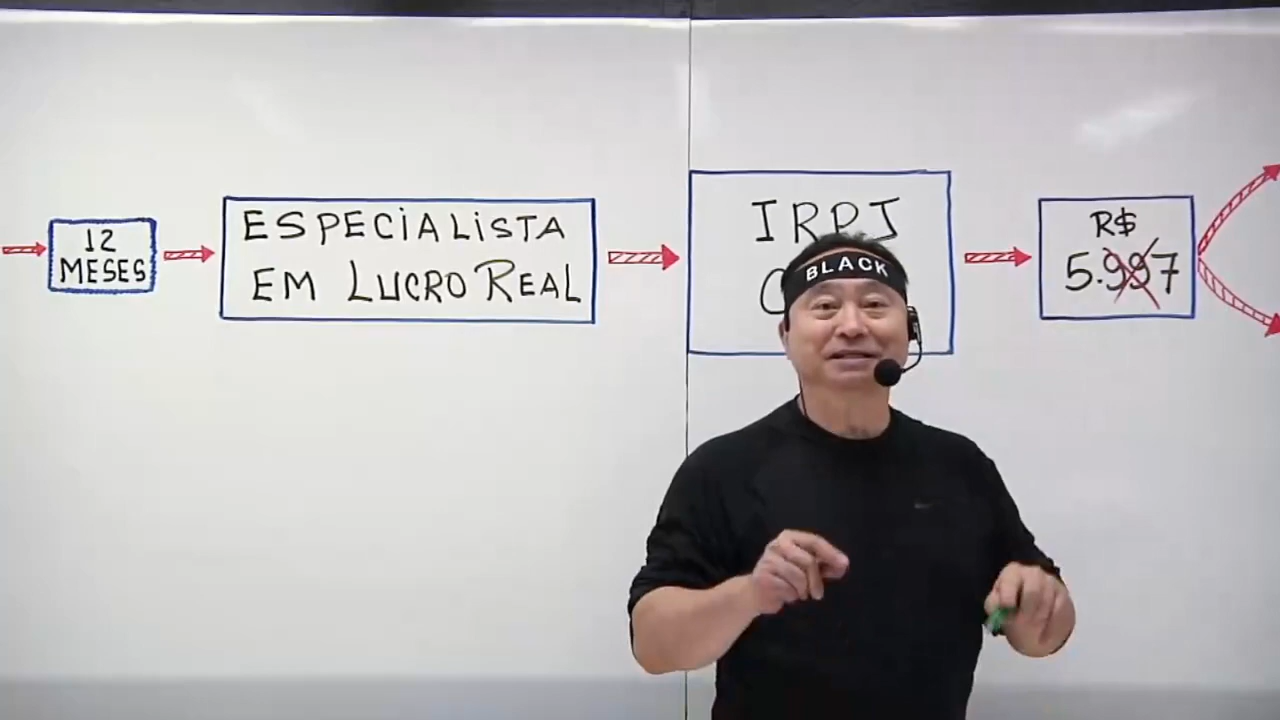 12
MESES
ESPECIALISTA
EM LUCRO REAL
IRPJ
R$
5.997
BLACK